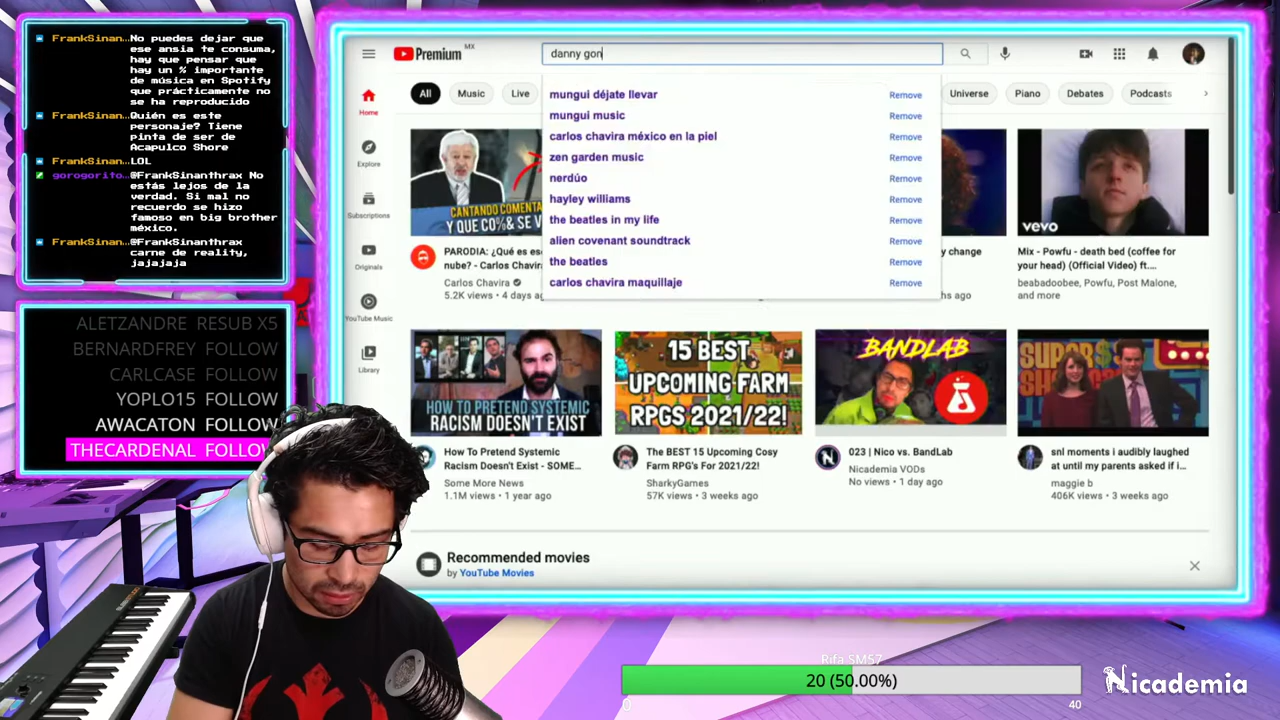 FrankSinan… No puedes dejar que
ese ansia te consuma,
hay que pensar que
hay un % importante
de música en Spotify
que prácticamente no
se ha reproducido
FrankSinan… Quién es este
personaje? Tiene
pinta de ser de
Acapulco Shore
FrankSinan… LOL
gorogorito… @FrankSinanthrax No
estás lejos de la
verdad. Si mal no
recuerdo se hizo
famoso en big brother
méxico.
FrankSinan… @FrankSinanthrax
carne de reality,
jajajaja
ALETZANDRE RESUB X5
BERNARDFREY FOLLOW
CARLCASE FOLLOW
YOPLO15 FOLLOW
AWACATON FOLLOW
THECARDENAL FOLLOW
Premium MX
danny gon
Home
Explore
Subscriptions
Originals
YouTube Music
Library
All
Music
Live
Universe
Piano
Debates
Podcasts
mungui déjate llevar Remove
mungui music Remove
carlos chavira méxico en la piel Remove
zen garden music Remove
nerdúo Remove
hayley williams Remove
the beatles in my life Remove
alien covenant soundtrack Remove
the beatles Remove
carlos chavira maquillaje Remove
CANTANDO COMENTA
Y QUE CO%& SE V
PARODIA: ¿Qué es es
nube? - Carlos Chavira
Carlos Chavira
5.2K views • 4 days ag
y change
hs ago
vevo
Mix - Powfu - death bed (coffee for
your head) (Official Video) ft....
beabadoobee, Powfu, Post Malone,
and more
HOW TO PRETEND SYSTEMIC
RACISM DOESN'T EXIST
How To Pretend Systemic
Racism Doesn't Exist - SOME...
Some More News
1.1M views • 1 year ago
15 BEST
UPCOMING FARM
RPGS 2021/22!
The BEST 15 Upcoming Cosy
Farm RPG's For 2021/22!
SharkyGames
57K views • 3 weeks ago
BANDLAB
023 | Nico vs. BandLab
Nicademia VODs
No views • 1 day ago
SUPER
SH
snl moments i audibly laughed
at until my parents asked if i...
maggie b
406K views • 3 weeks ago
Recommended movies
by YouTube Movies
Rifa SM57
20 (50.00%)
0
40
Nicademia